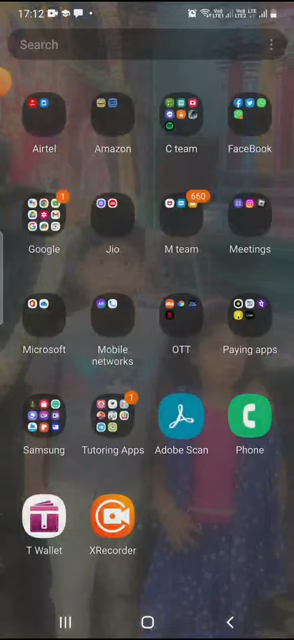 17:12
Search
Airtel Amazon C team FaceBook
1 660
Google Jio M team Meetings
Microsoft Mobile networks OTT Paying apps
1
Samsung Tutoring Apps Adobe Scan Phone
T Wallet XRecorder